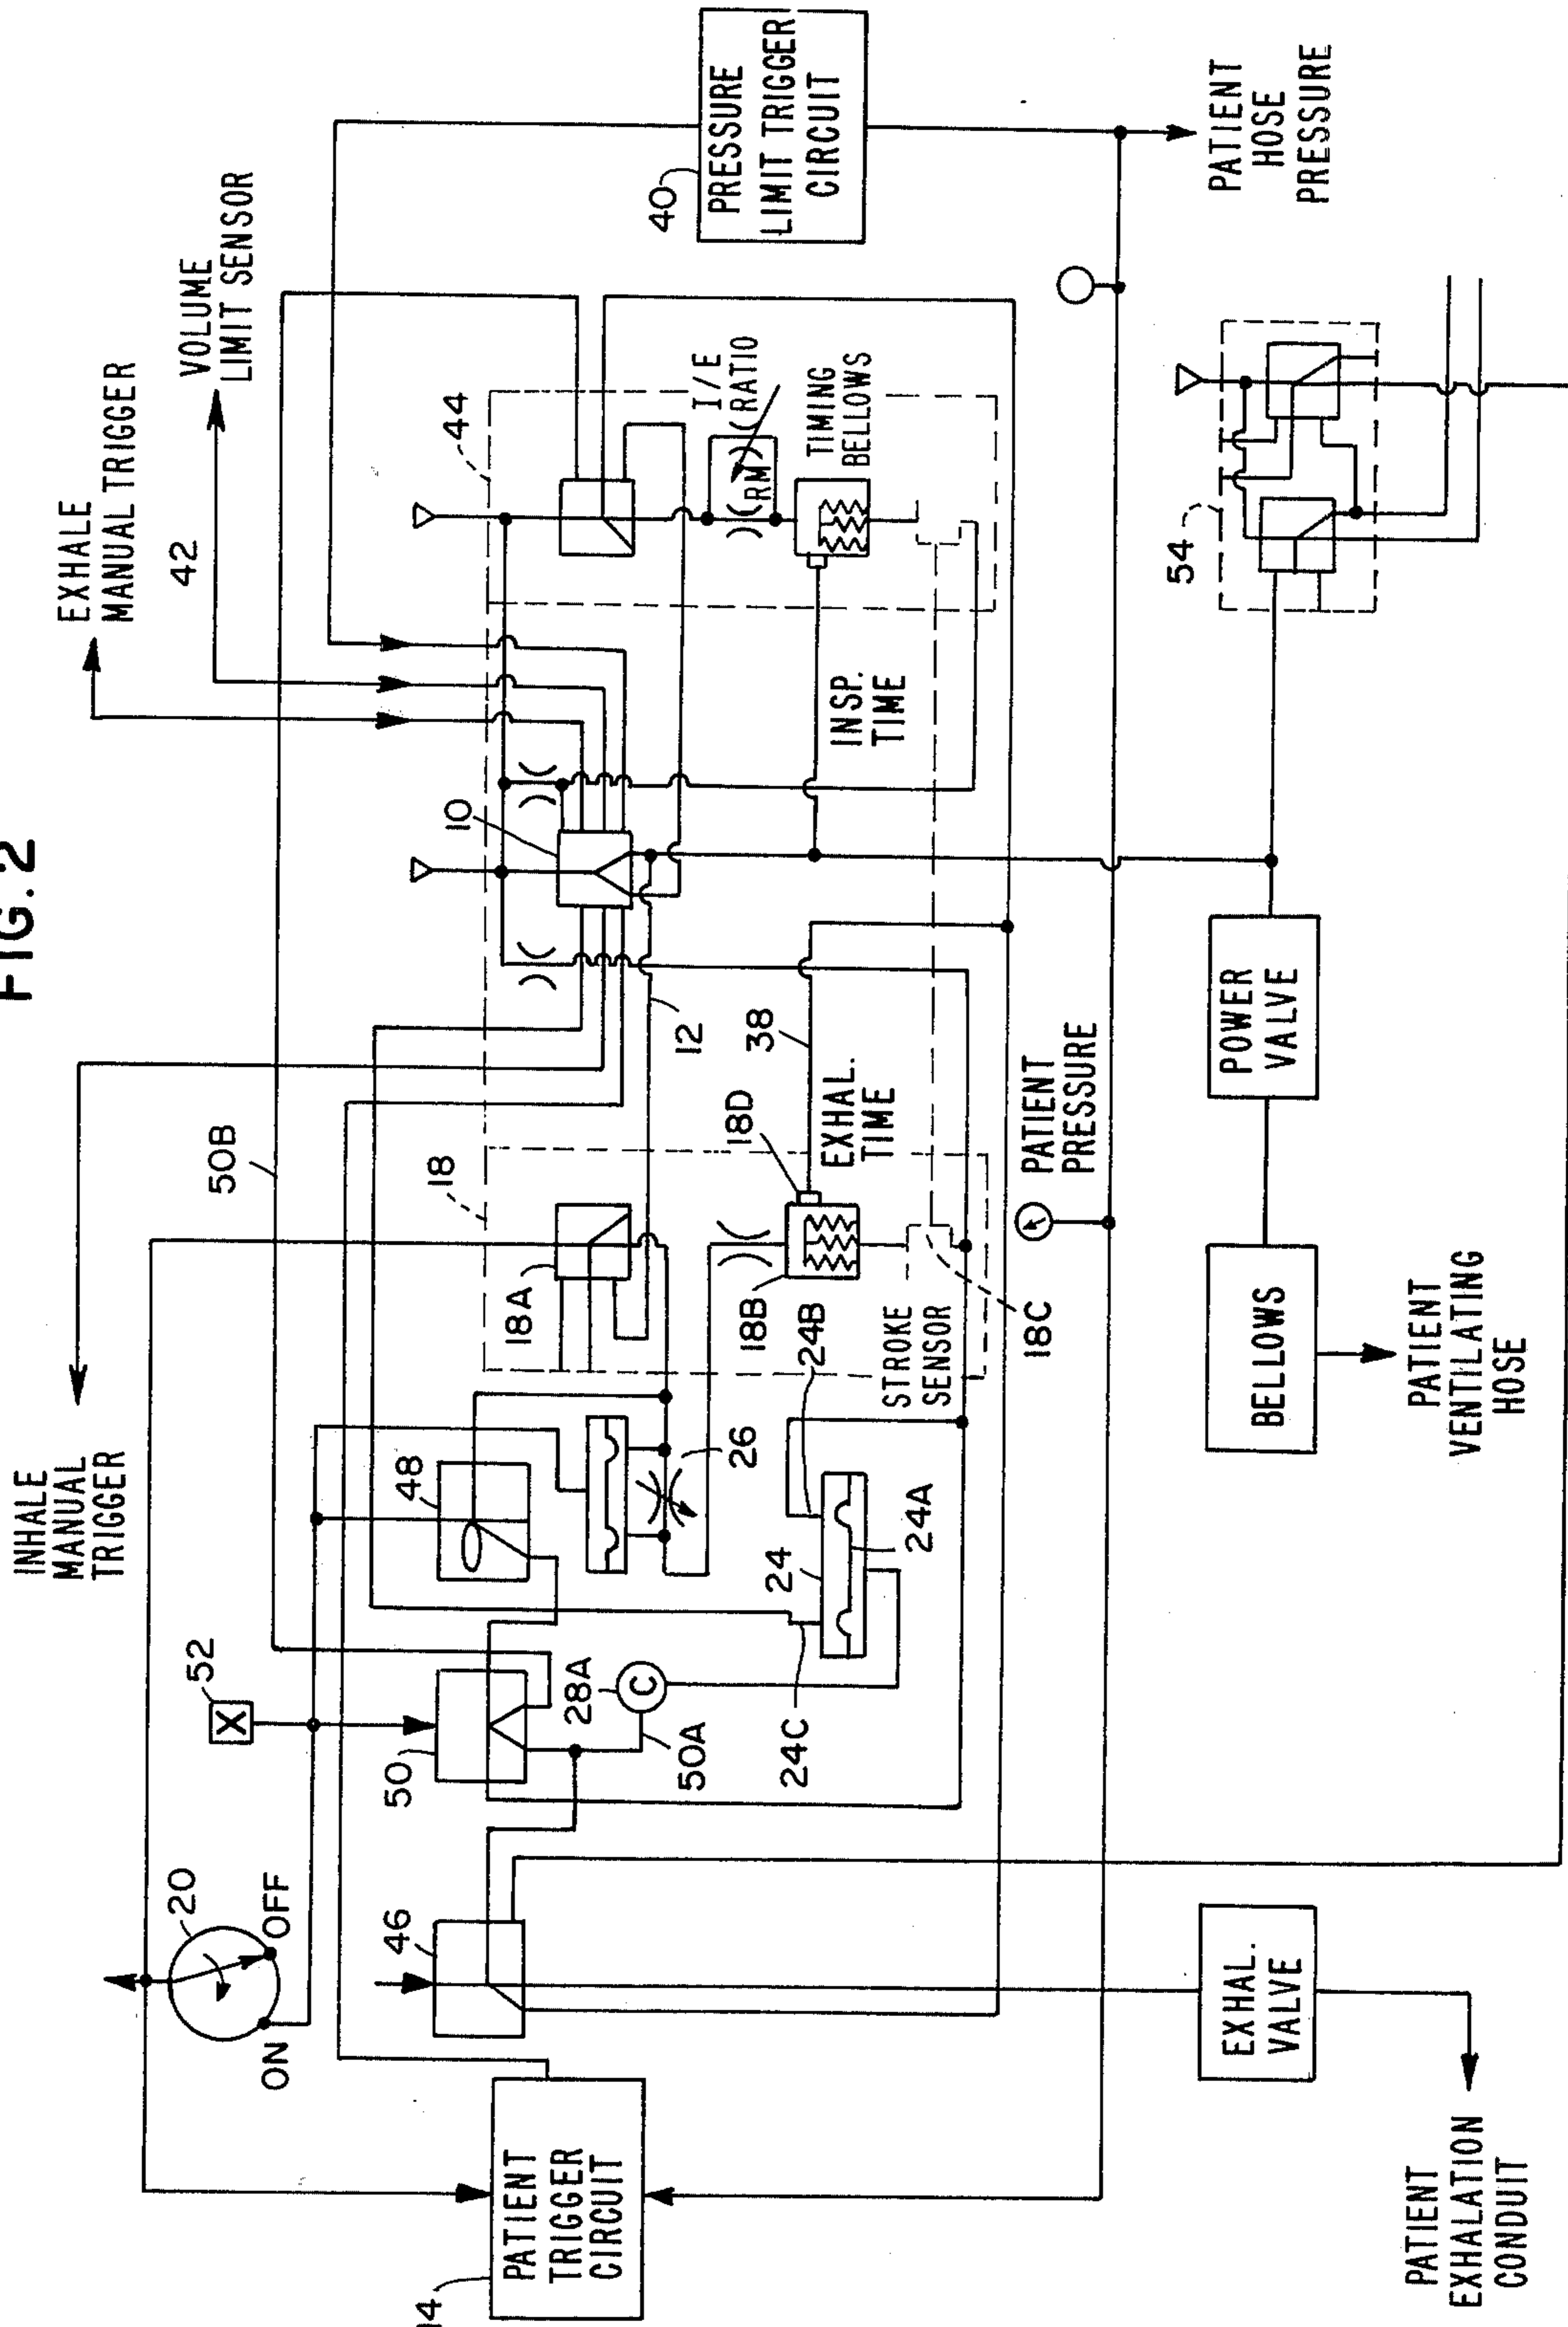 FIG. 2
INHALE
MANUAL
TRIGGER
EXHALE
MANUAL TRIGGER
42
VOLUME
LIMIT SENSOR
50B
52
20
OFF
ON
18
10
44
40
PRESSURE
LIMIT TRIGGER
CIRCUIT
48
18A
46
50
28A
50A
26
12
I/E
RATIO
RM
TIMING
BELLOWS
14
PATIENT
TRIGGER
CIRCUIT
24C
24
24A
24B
18B
18D
38
EXHAL.
TIME
INSP.
TIME
STROKE
SENSOR
18C
C
X
PATIENT
PRESSURE
PATIENT
HOSE
PRESSURE
54
EXHAL.
VALVE
BELLOWS
POWER
VALVE
PATIENT
EXHALATION
CONDUIT
PATIENT
VENTILATING
HOSE